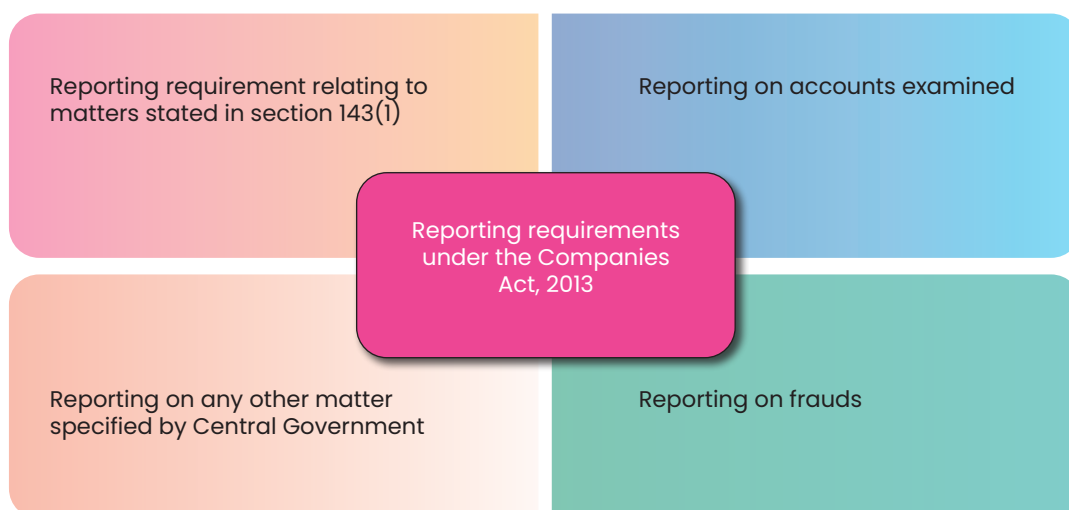 Reporting requirement relating to
matters stated in section 143(1)
Reporting on accounts examined
Reporting requirements
under the Companies
Act, 2013
Reporting on any other matter
specified by Central Government
Reporting on frauds